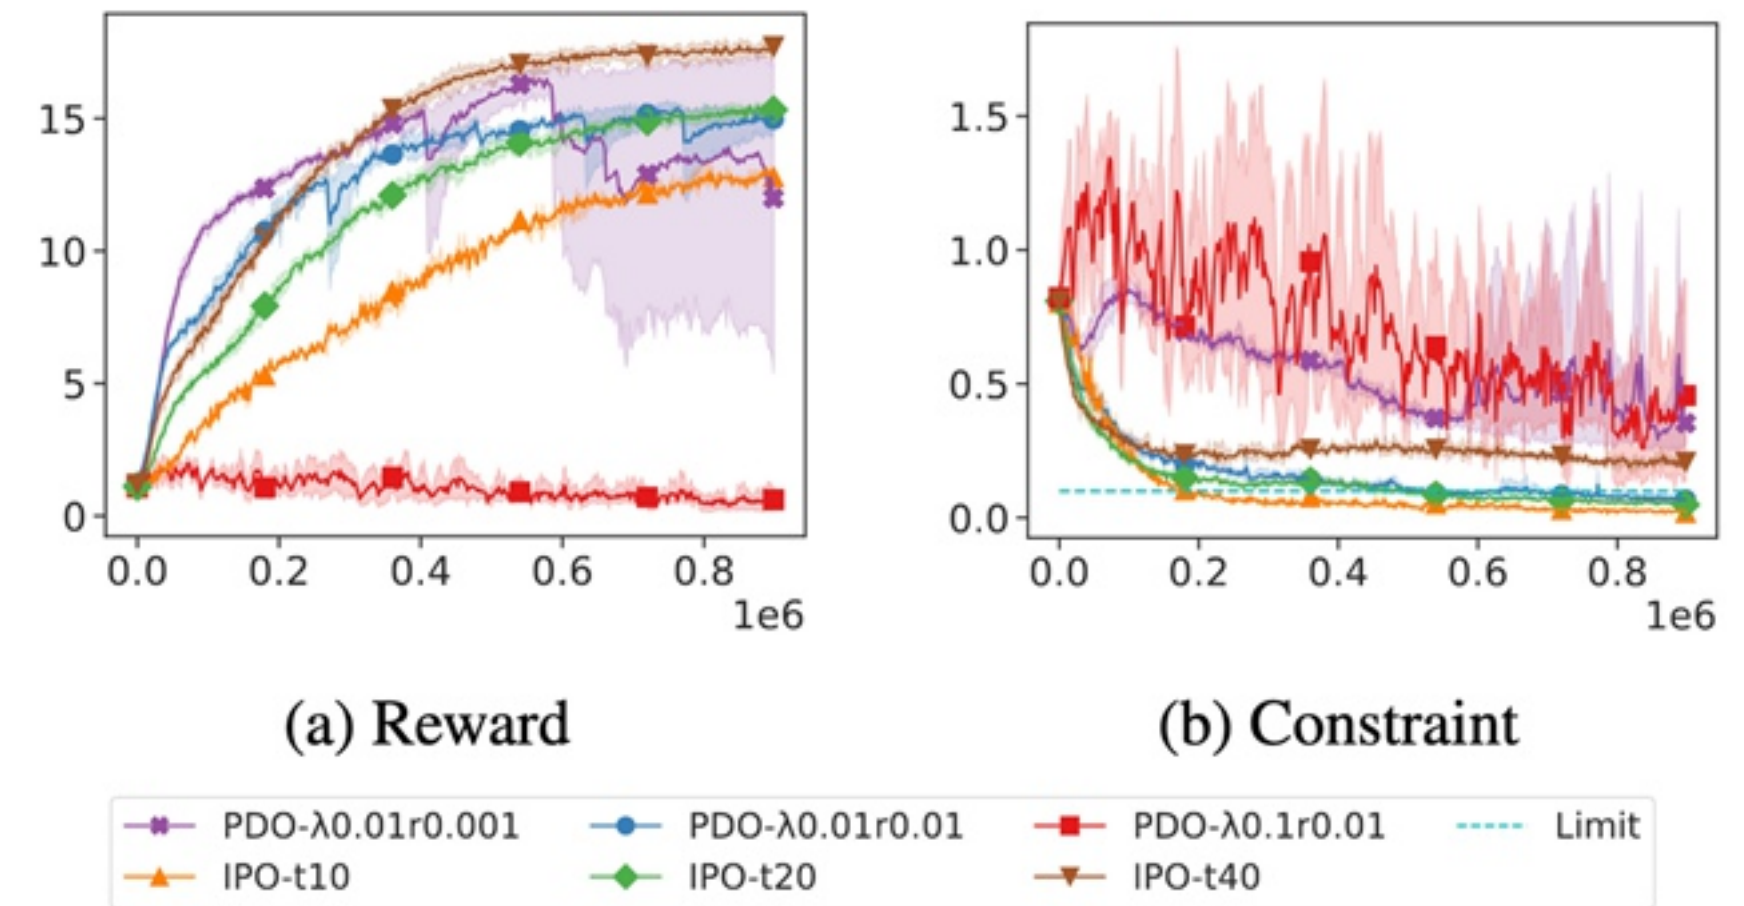 15
10
5
0
0.0 0.2 0.4 0.6 0.8
1e6
(a) Reward
1.5
1.0
0.5
0.0
0.0 0.2 0.4 0.6 0.8
1e6
(b) Constraint
PDO-λ0.01r0.001 PDO-λ0.01r0.01 PDO-λ0.1r0.01 Limit
IPO-t10 IPO-t20 IPO-t40